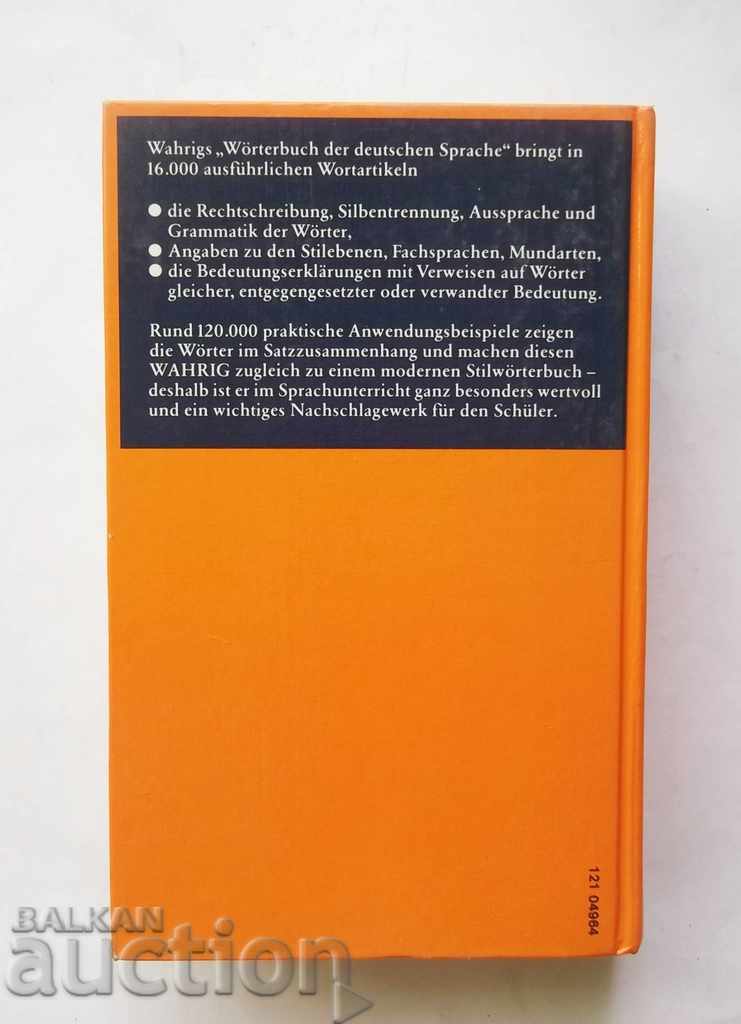 Wahrigs „Wörterbuch der deutschen Sprache“ bringt in
16.000 ausführlichen Wortartikeln
● die Rechtschreibung, Silbentrennung, Aussprache und
Grammatik der Wörter,
● Angaben zu den Stilebenen, Fachsprachen, Mundarten,
● die Bedeutungserklärungen mit Verweisen auf Wörter
gleicher, entgegengesetzter oder verwandter Bedeutung.
Rund 120.000 praktische Anwendungsbeispiele zeigen
die Wörter im Satzzusammenhang und machen diesen
WAHRIG zugleich zu einem modernen Stilwörterbuch –
deshalb ist er im Sprachunterricht ganz besonders wertvoll
und ein wichtiges Nachschlagewerk für den Schüler.
121 04964
BALKAN
auction